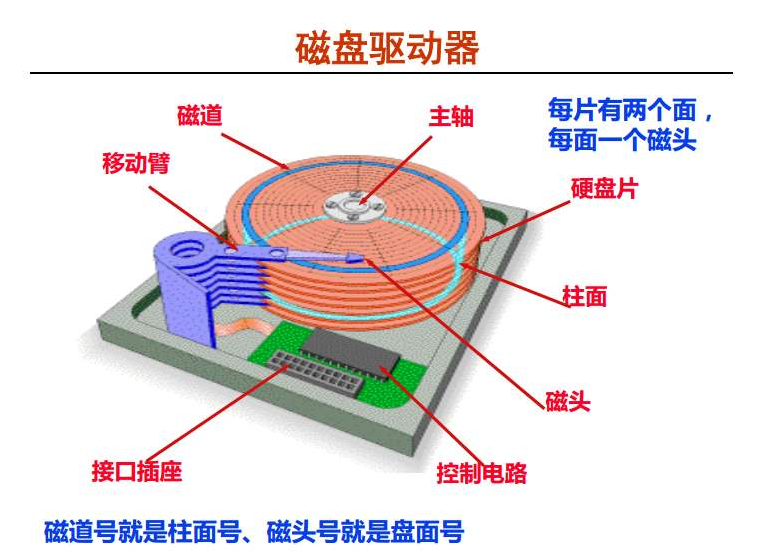 磁盘驱动器
磁道
主轴
每片有两个面，
每面一个磁头
移动臂
硬盘片
柱面
磁头
接口插座
控制电路
磁道号就是柱面号、磁头号就是盘面号